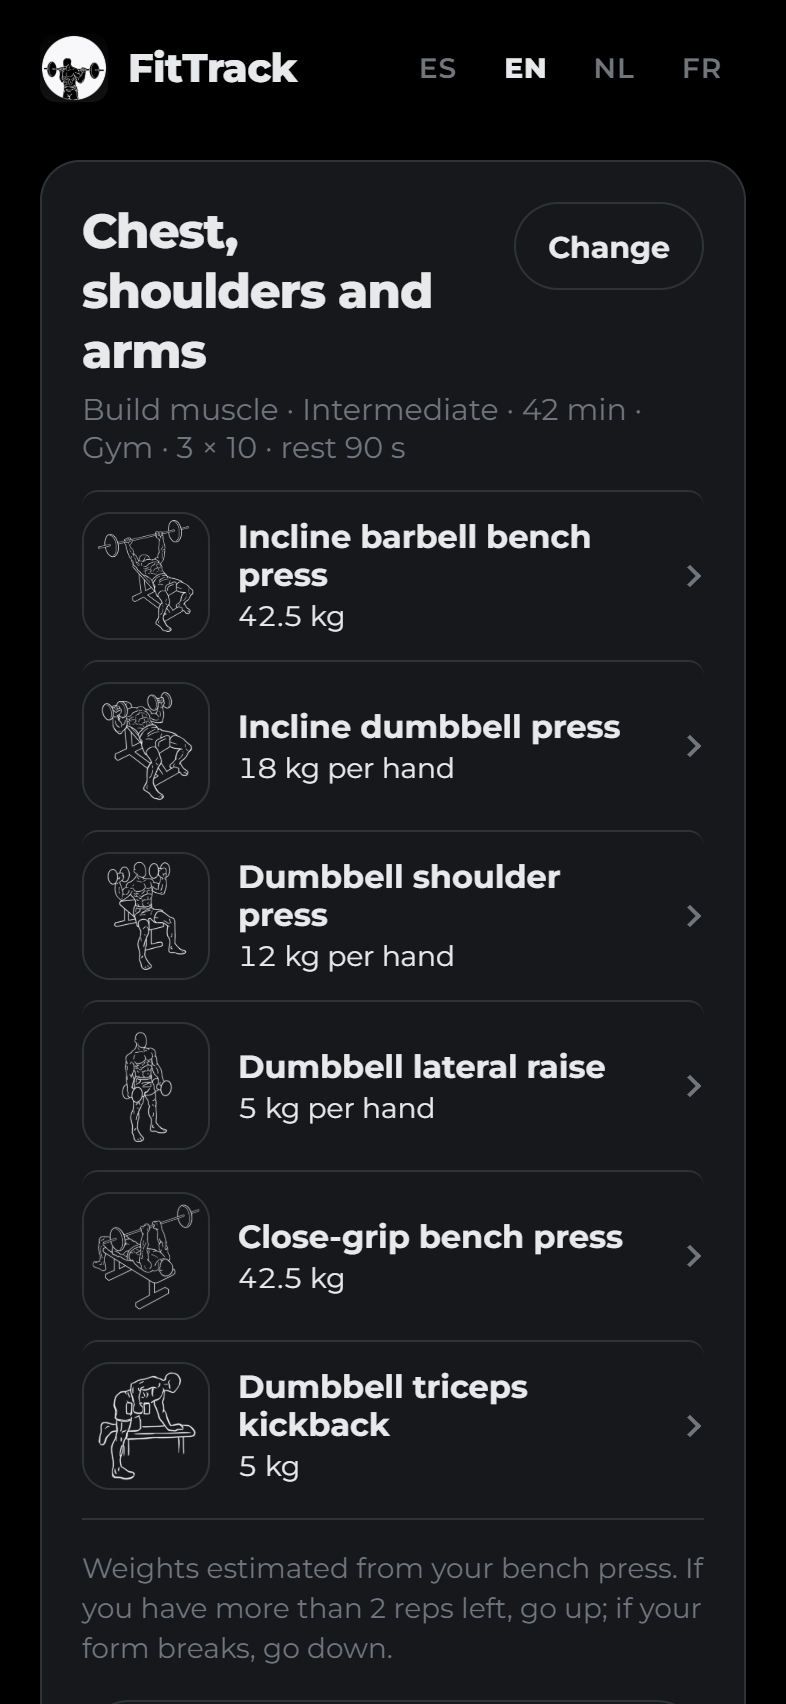 FitTrack
ES EN NL FR
Chest,
shoulders and
arms
Change
Build muscle · Intermediate · 42 min ·
Gym · 3 × 10 · rest 90 s
Incline barbell bench
press
42.5 kg
Incline dumbbell press
18 kg per hand
Dumbbell shoulder
press
12 kg per hand
Dumbbell lateral raise
5 kg per hand
Close-grip bench press
42.5 kg
Dumbbell triceps
kickback
5 kg
Weights estimated from your bench press. If
you have more than 2 reps left, go up; if your
form breaks, go down.